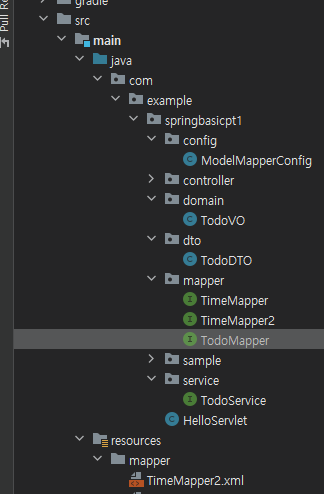 Pull Re
gradle
src
main
java
com
example
springbasicpt1
config
C ModelMapperConfig
controller
domain
C TodoVO
dto
C TodoDTO
mapper
I TimeMapper
I TimeMapper2
I TodoMapper
sample
service
I TodoService
C HelloServlet
resources
mapper
TimeMapper2.xml